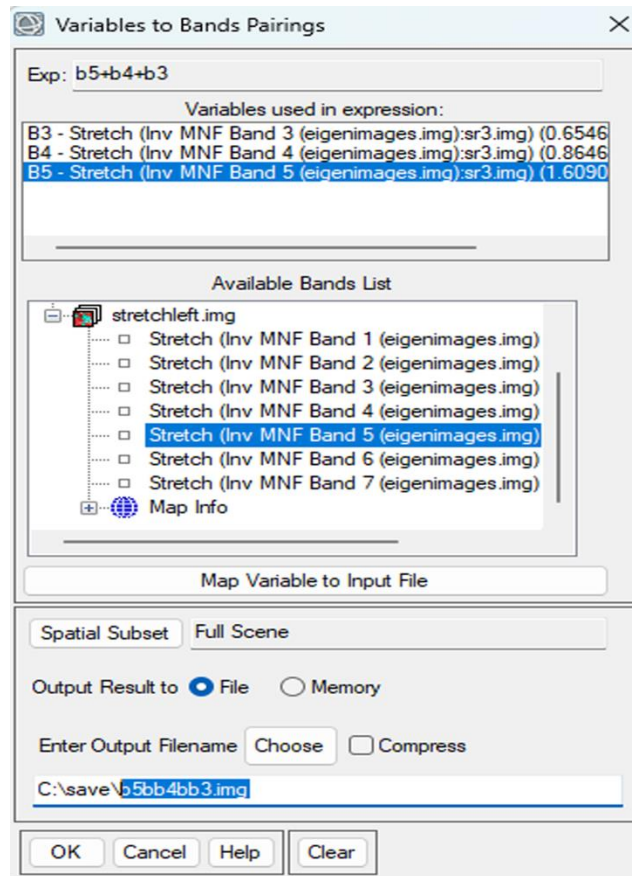 Variables to Bands Pairings
Exp: b5+b4+b3
Variables used in expression:
B3 - Stretch (Inv MNF Band 3 (eigenimages.img):sr3.img) (0.6546
B4 - Stretch (Inv MNF Band 4 (eigenimages.img):sr3.img) (0.8646
B5 - Stretch (Inv MNF Band 5 (eigenimages.img):sr3.img) (1.6090
Available Bands List
stretchleft.img
Stretch (Inv MNF Band 1 (eigenimages.img)
Stretch (Inv MNF Band 2 (eigenimages.img)
Stretch (Inv MNF Band 3 (eigenimages.img)
Stretch (Inv MNF Band 4 (eigenimages.img)
Stretch (Inv MNF Band 5 (eigenimages.img)
Stretch (Inv MNF Band 6 (eigenimages.img)
Stretch (Inv MNF Band 7 (eigenimages.img)
Map Info
Map Variable to Input File
Spatial Subset Full Scene
Output Result to File Memory
Enter Output Filename Choose Compress
C:\save\b5bb4bb3.img
OK Cancel Help Clear